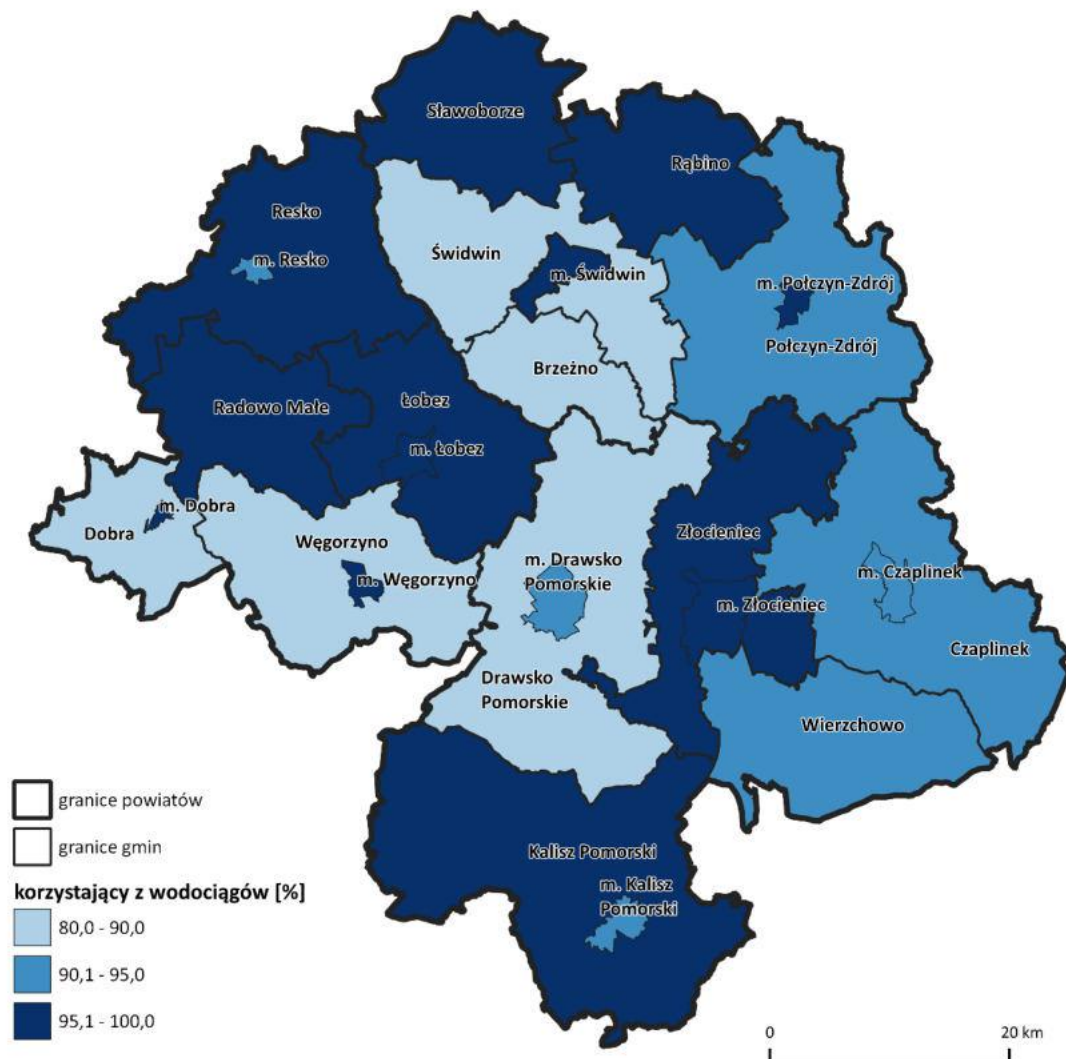 Sławoborze
Rąbino
Resko
m. Resko
Świdwin
m. Świdwin
m. Połczyn-Zdrój
Połczyn-Zdrój
Brzeżno
Radowo Małe
Łobez
m. Łobez
m. Dobra
Dobra
Węgorzyno
m. Węgorzyno
m. Drawsko
Pomorskie
Złocieniec
m. Złocieniec
m. Czaplinek
Czaplinek
Drawsko
Pomorskie
Wierzchowo
Kalisz Pomorski
m. Kalisz
Pomorski
granice powiatów
granice gmin
korzystający z wodociągów [%]
80,0 - 90,0
90,1 - 95,0
95,1 - 100,0
0 20 km